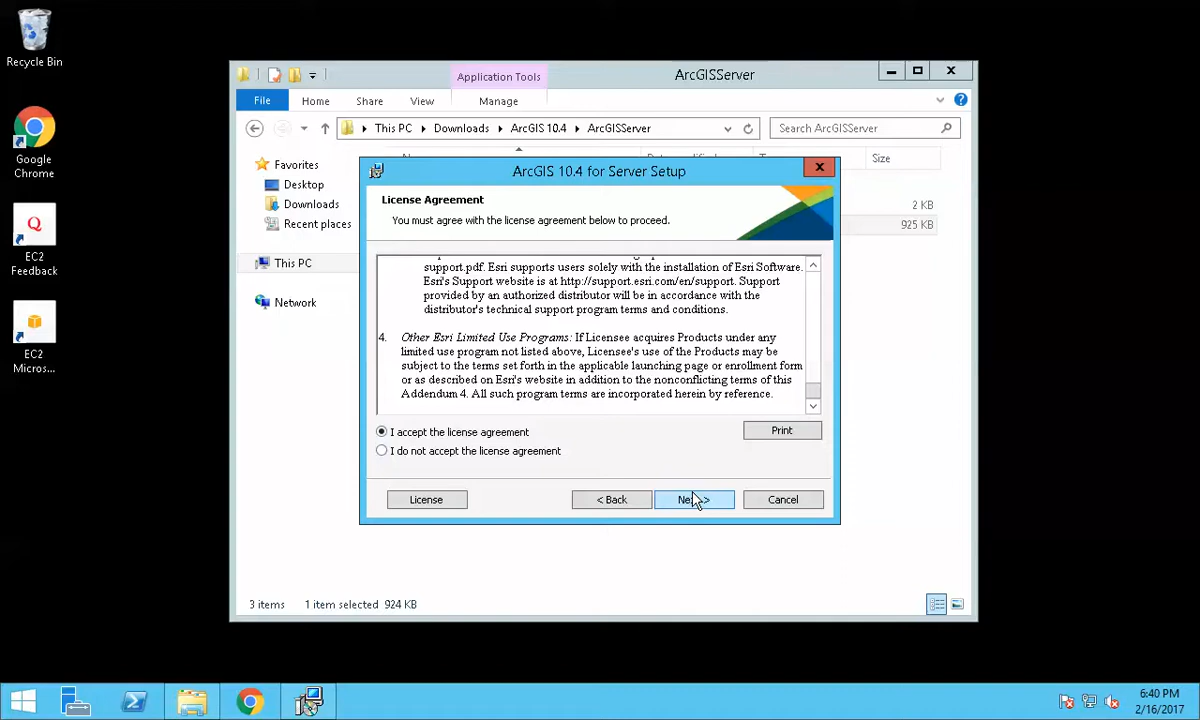 Recycle Bin
Google
Chrome
Q
EC2
Feedback
EC2
Micros...
Application Tools
ArcGISServer
File
Home
Share
View
Manage
This PC
Downloads
ArcGIS 10.4
ArcGISServer
Search ArcGISServer
Size
Favorites
Desktop
Downloads
Recent places
This PC
Network
2 KB
925 KB
ArcGIS 10.4 for Server Setup
License Agreement
You must agree with the license agreement below to proceed.
support.pdf. Esri supports users solely with the installation of Esri Software.
Esri's Support website is at http://support.esri.com/en/support. Support
provided by an authorized distributor will be in accordance with the
distributor's technical support program terms and conditions.
4. Other Esri Limited Use Programs: If Licensee acquires Products under any
limited use program not listed above, Licensee's use of the Products may be
subject to the terms set forth in the applicable launching page or enrollment form
or as described on Esri's website in addition to the nonconflicting terms of this
Addendum 4. All such program terms are incorporated herein by reference.
I accept the license agreement
I do not accept the license agreement
Print
License
< Back
Cancel
3 items
1 item selected 924 KB
6:40 PM
2/16/2017